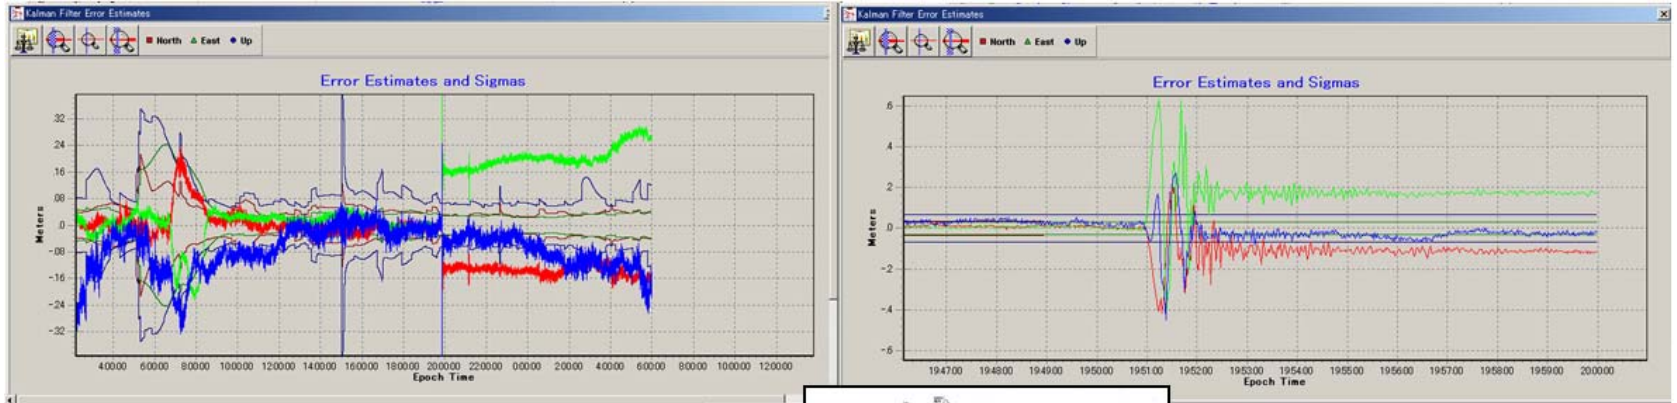 Kalman Filter Error Estimates
North East Up
Error Estimates and Sigmas
.32
.24
.16
.08
.0
-.08
-.16
-.24
-.32
Meters
40000 60000 80000 100000 120000 140000 160000 180000 200000 220000 00000 20000 40000 60000 80000 100000 120000
Epoch Time
Kalman Filter Error Estimates
North East Up
Error Estimates and Sigmas
.6
.4
.2
.0
-.2
-.4
-.6
Meters
194700 194800 194900 195000 195100 195200 195300 195400 195500 195600 195700 195800 195900 200000
Epoch Time